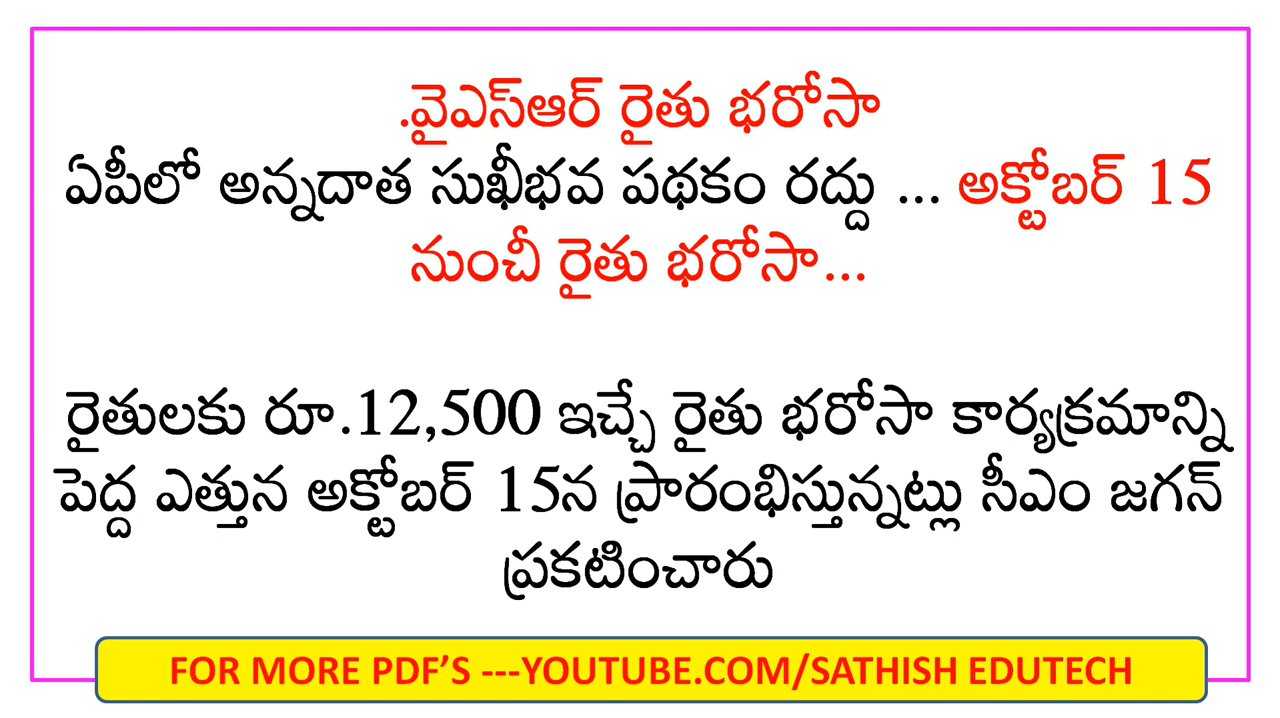 .వైఎస్ఆర్ రైతు భరోసా
ఏపీలో అన్నదాత సుఖీభవ పథకం రద్దు ... అక్టోబర్ 15
నుంచీ రైతు భరోసా...
రైతులకు రూ.12,500 ఇచ్చే రైతు భరోసా కార్యక్రమాన్ని
పెద్ద ఎత్తున అక్టోబర్ 15న ప్రారంభిస్తున్నట్లు సీఎం జగన్
ప్రకటించారు
FOR MORE PDF’S ---YOUTUBE.COM/SATHISH EDUTECH